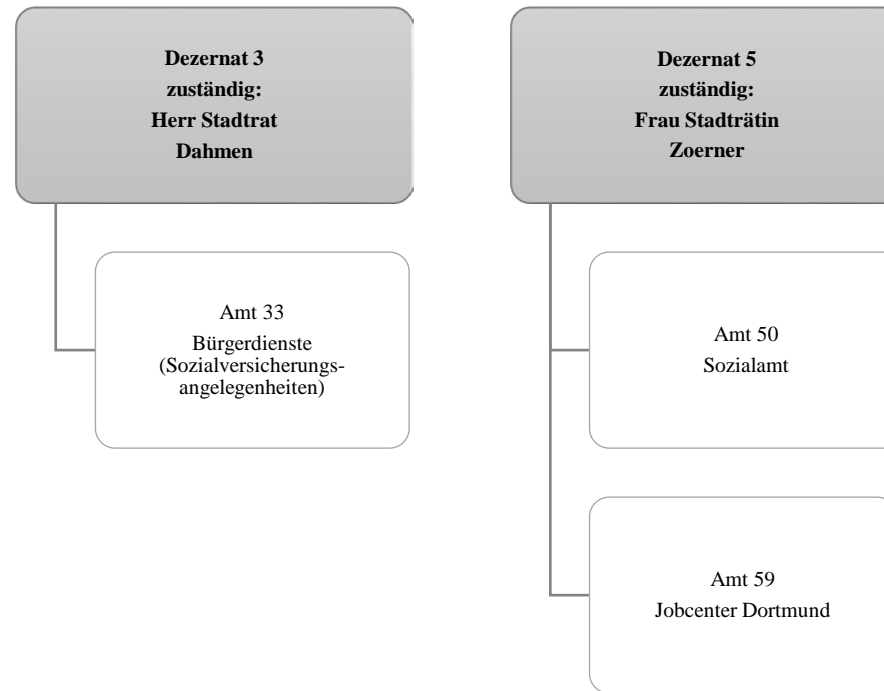 Dezernat 3
zuständig:
Herr Stadtrat
Dahmen
Amt 33
Bürgerdienste
(Sozialversicherungs-
angelegenheiten)
Dezernat 5
zuständig:
Frau Stadträtin
Zoerner
Amt 50
Sozialamt
Amt 59
Jobcenter Dortmund